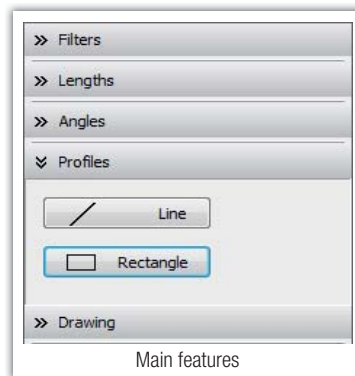 Filters
Lengths
Angles
Profiles
Line
Rectangle
Drawing
Main features